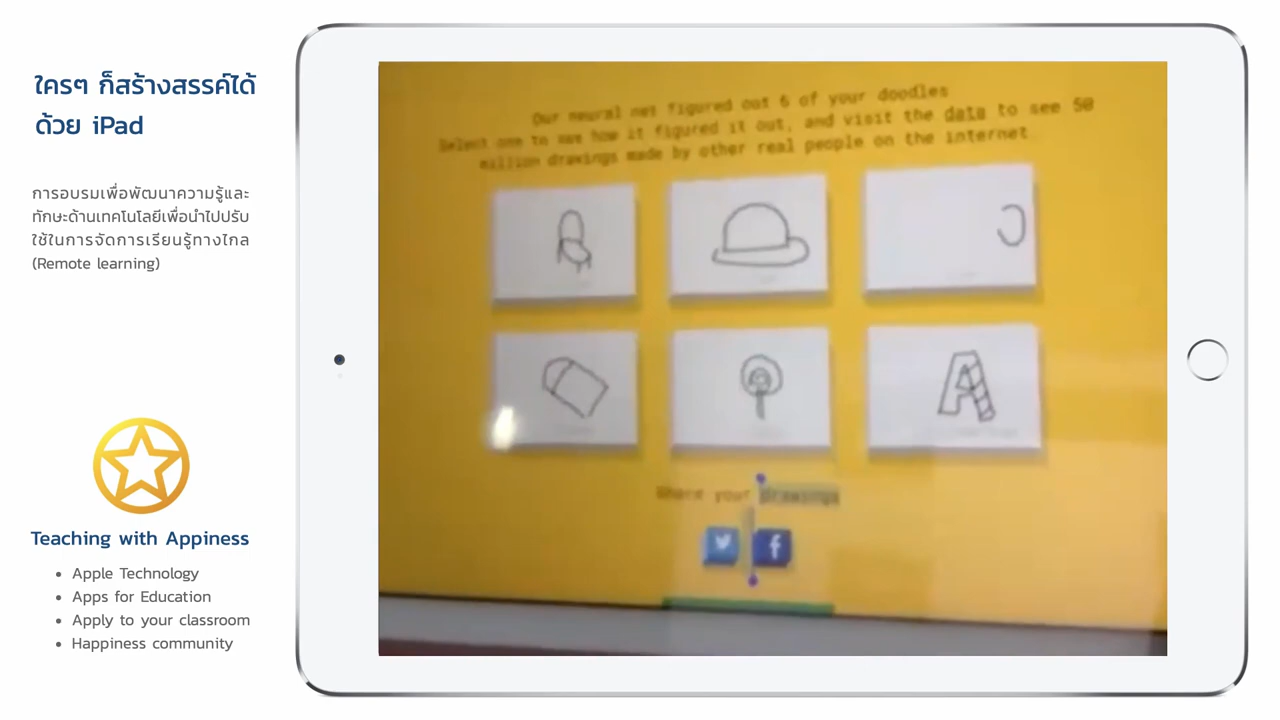 ใครๆ ก็สร้างสรรค์ได้
ด้วย iPad
การอบรมเพื่อพัฒนาความรู้และ
ทักษะด้านเทคโนโลยีเพื่อนำไปปรับ
ใช้ในการจัดการเรียนรู้ทางไกล
(Remote learning)
Teaching with Appiness
Apple Technology
Apps for Education
Apply to your classroom
Happiness community
Our neural net figured out 6 of your doodles
Select one to see how it figured it out, and visit the data to see 50
million drawings made by other real people on the internet
Share your drawings